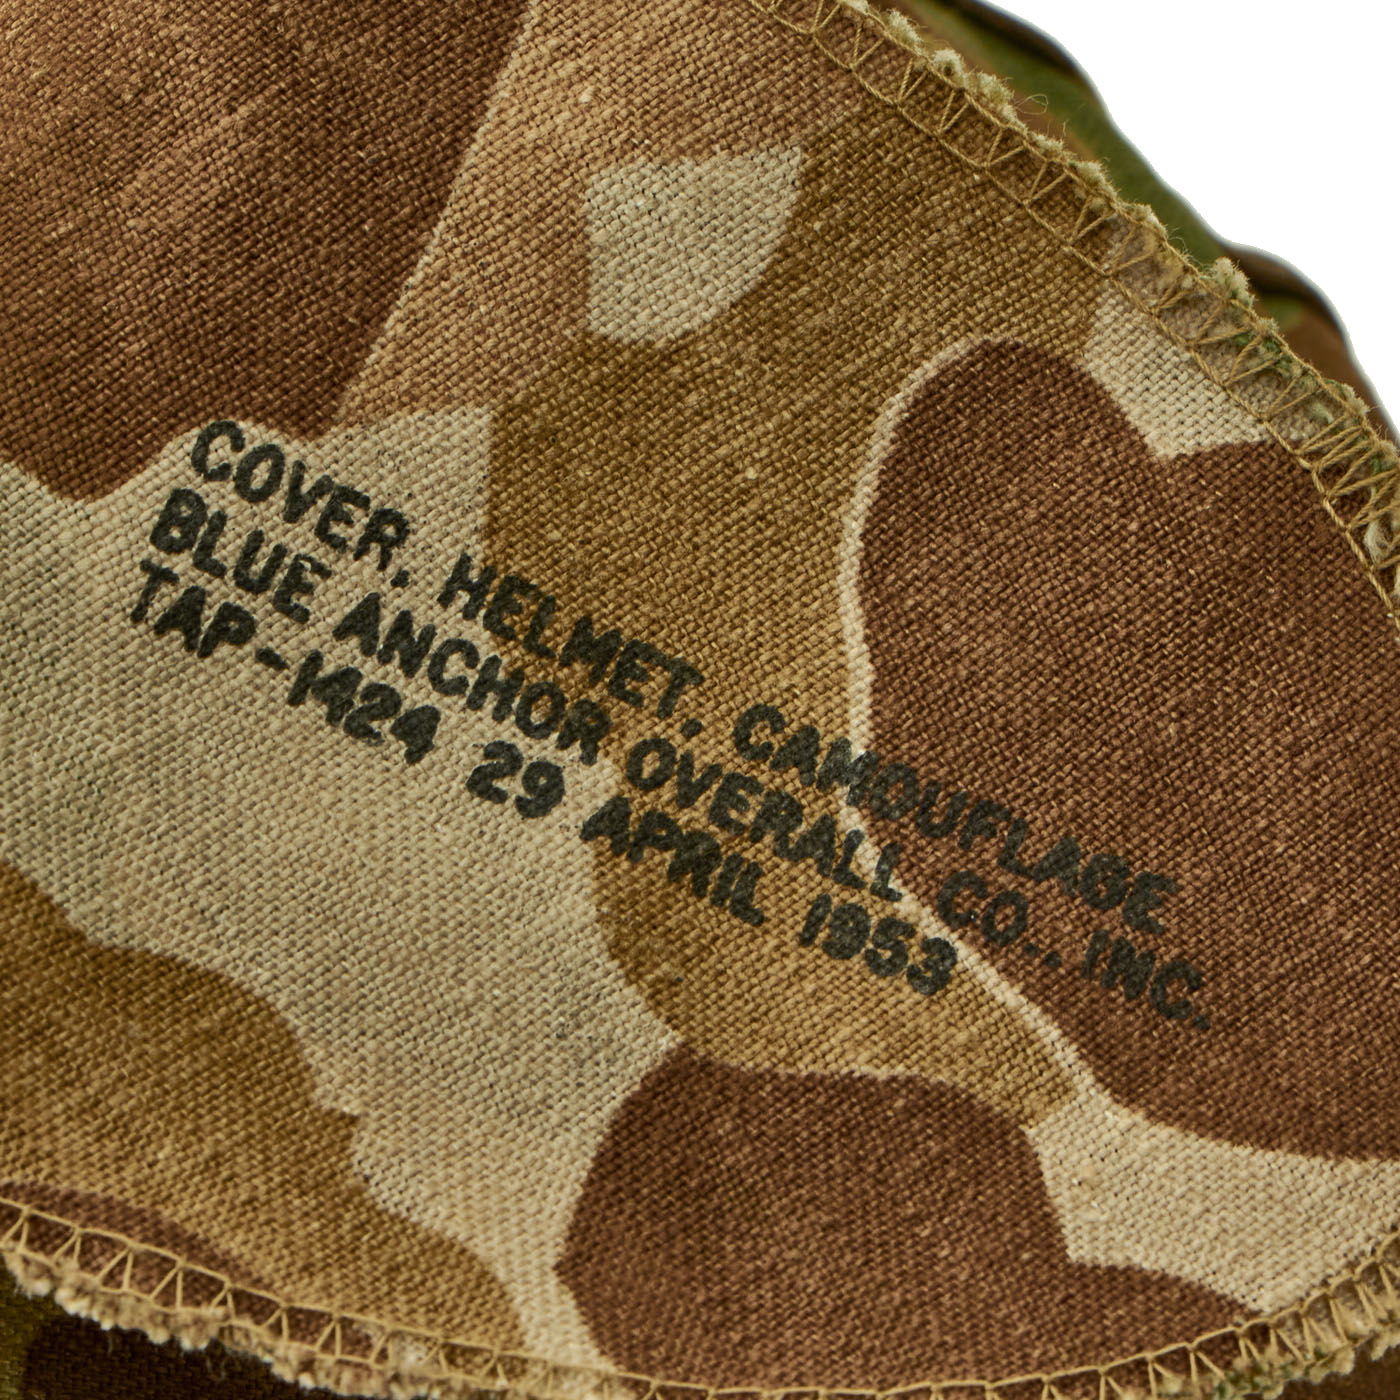 COVER, HELMET, CAMOUFLAGE
BLUE ANCHOR OVERALL CO., INC.
TAP-1424 29 APRIL 1953